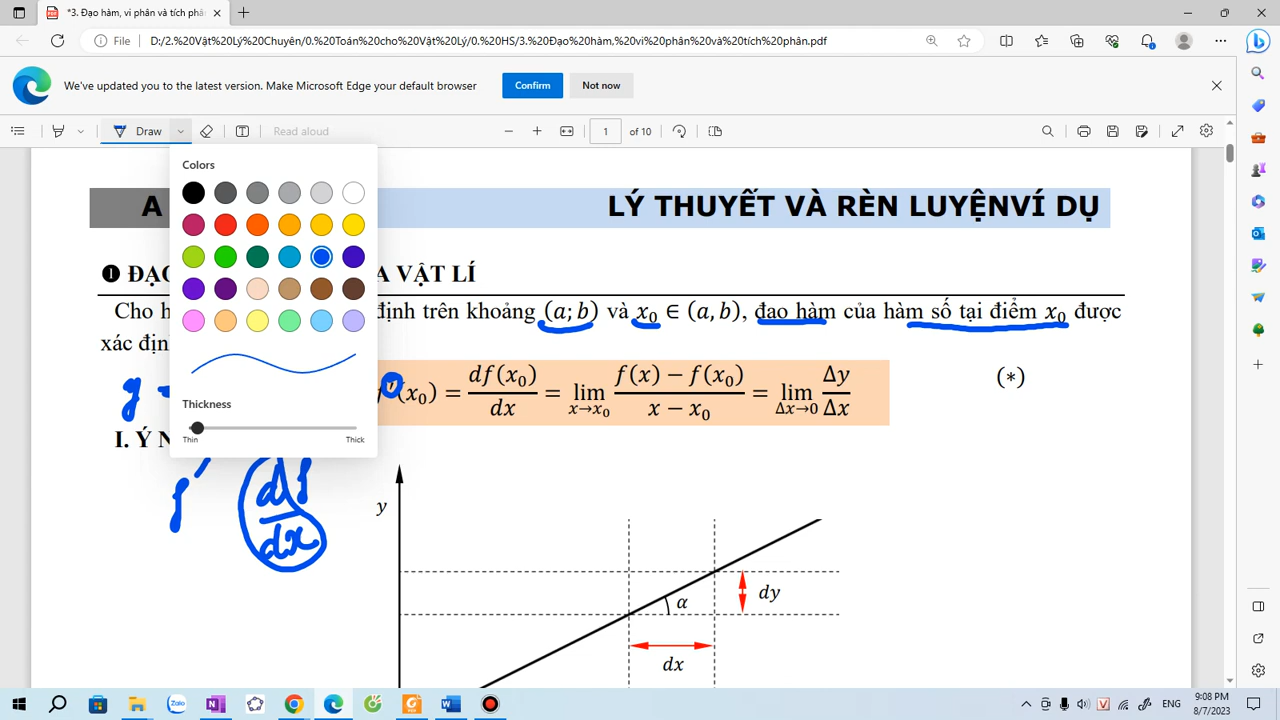 *3. Đạo hàm, vi phân và tích phâ
File
D:/2.%20Vật%20Lý%20Chuyên/0.%20Toán%20cho%20Vật%20Lý/0.%20HS/3.%20Đạo%20hàm,%20vi%20phân%20và%20tích%20phân.pdf
We've updated you to the latest version. Make Microsoft Edge your default browser
Confirm
Not now
Draw
Read aloud
1
of 10
Colors
Thickness
Thin
Thick
A
LÝ THUYẾT VÀ RÈN LUYỆNVÍ DỤ
❶ ĐẠO
A VẬT LÍ
Cho h
định trên khoảng (a; b) và x₀ ∈ (a, b), đạo hàm của hàm số tại điểm x₀ được
xác địn
y
f'(x₀) = df(x₀)/dx = lim x→x₀ f(x) − f(x₀)/x − x₀ = lim Δx→0 Δy/Δx
(*)
I. Ý N
f'
df/dx
y
α
dy
dx
Zalo
ENG
9:08 PM
8/7/2023